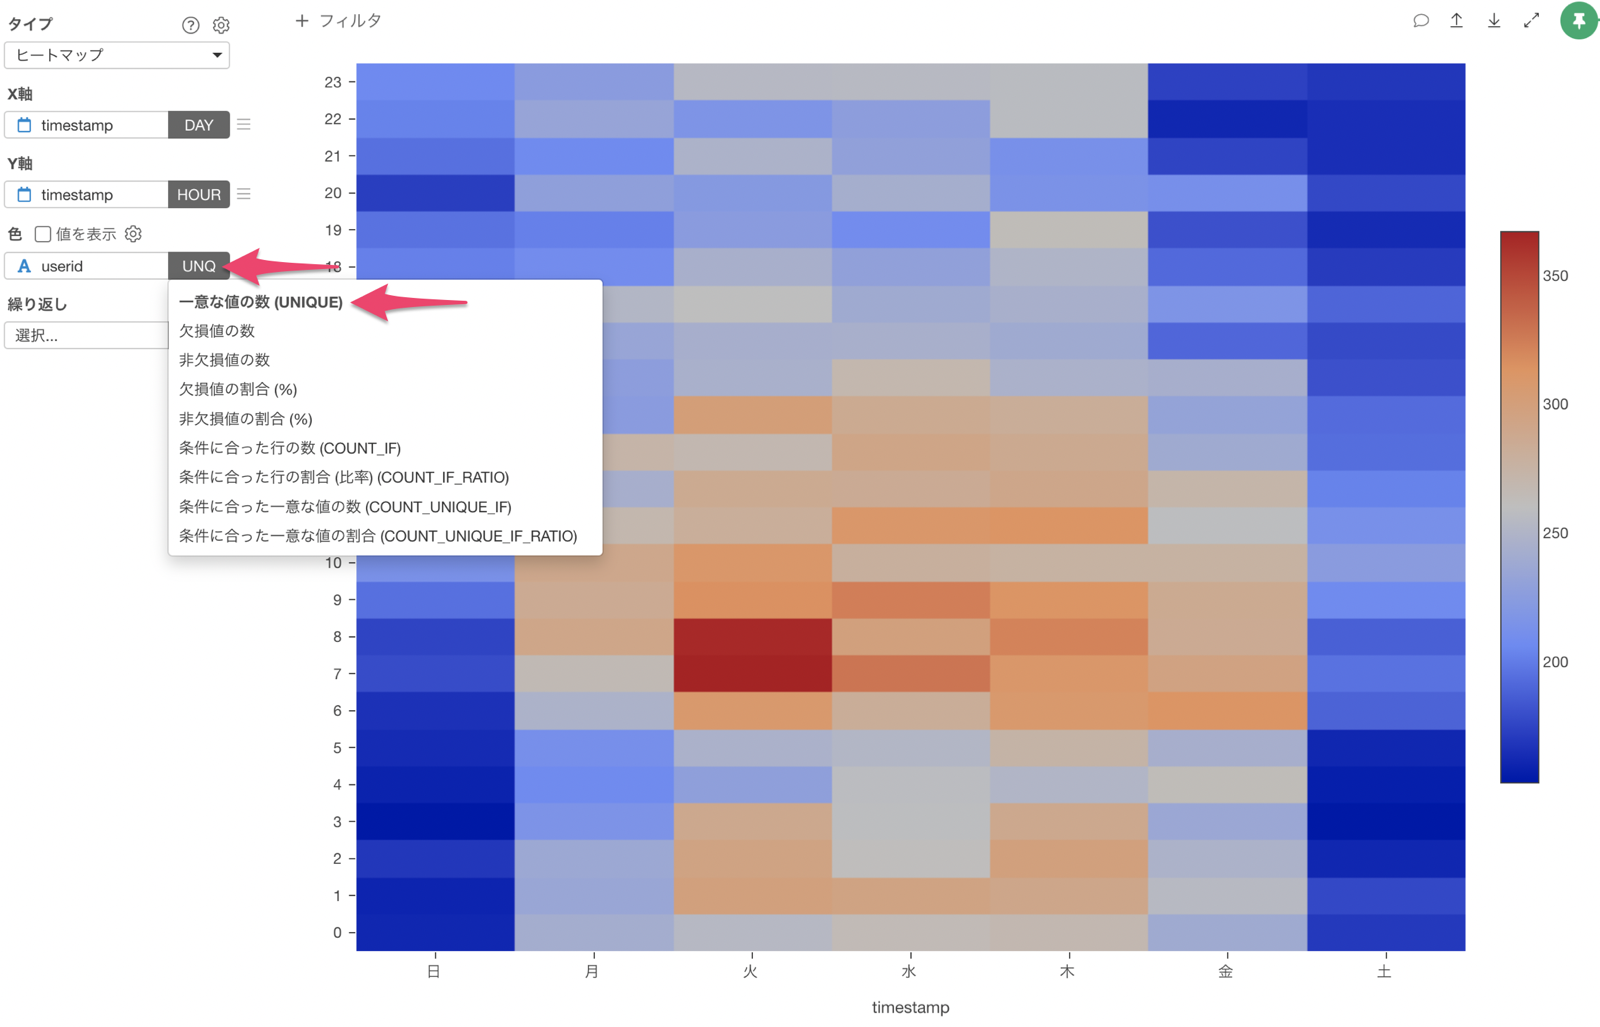 タイプ
ヒートマップ
X軸
timestamp DAY
Y軸
timestamp HOUR
色 値を表示
userid UNQ
繰り返し
選択...
一意な値の数 (UNIQUE)
欠損値の数
非欠損値の数
欠損値の割合 (%)
非欠損値の割合 (%)
条件に合った行の数 (COUNT_IF)
条件に合った行の割合 (比率) (COUNT_IF_RATIO)
条件に合った一意な値の数 (COUNT_UNIQUE_IF)
条件に合った一意な値の割合 (COUNT_UNIQUE_IF_RATIO)
+ フィルタ
23
22
21
20
19
18
10
9
8
7
6
5
4
3
2
1
0
日 月 火 水 木 金 土
timestamp
350
300
250
200